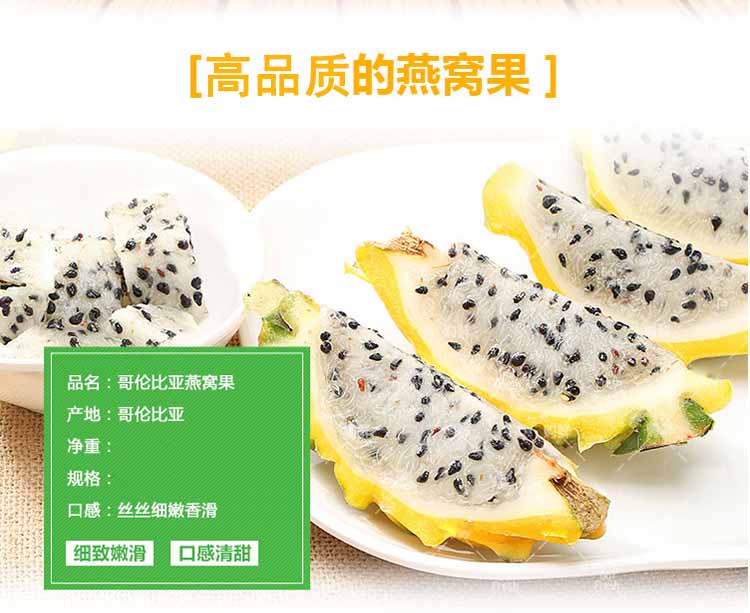 [高品质的燕窝果 ]
品名：哥伦比亚燕窝果
产地：哥伦比亚
净重：
规格：
口感：丝丝细嫩香滑
细致嫩滑 口感清甜